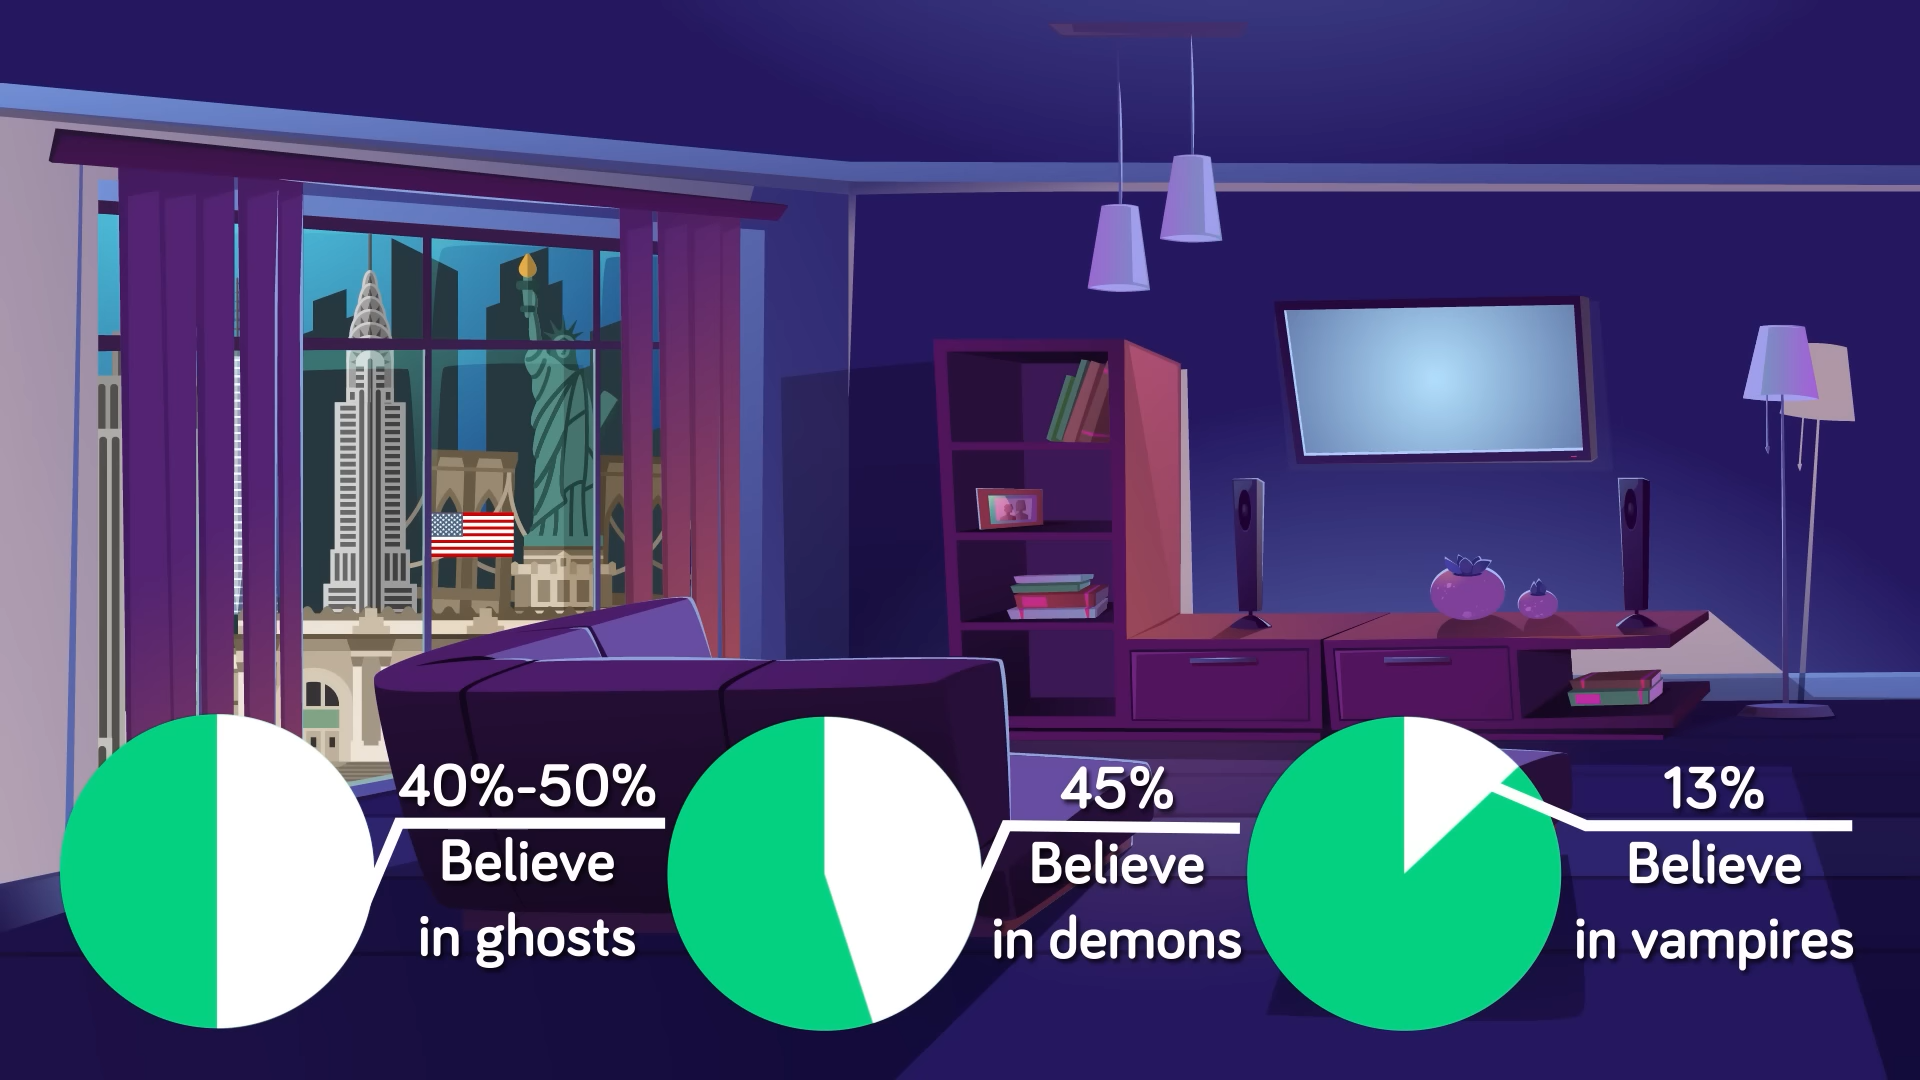 40%-50%
Believe
in ghosts
45%
Believe
in demons
13%
Believe
in vampires